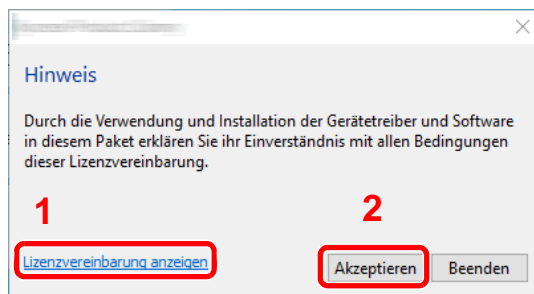 Hinweis
Durch die Verwendung und Installation der Gerätetreiber und Software
in diesem Paket erklären Sie ihr Einverständnis mit allen Bedingungen
dieser Lizenzvereinbarung.
1
2
Lizenzvereinbarung anzeigen
Akzeptieren
Beenden